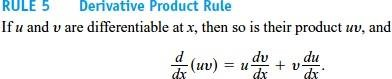 RULE 5 Derivative Product Rule
If u and v are differentiable at x, then so is their product uv, and
d/dx (uv) = u dv/dx + v du/dx.